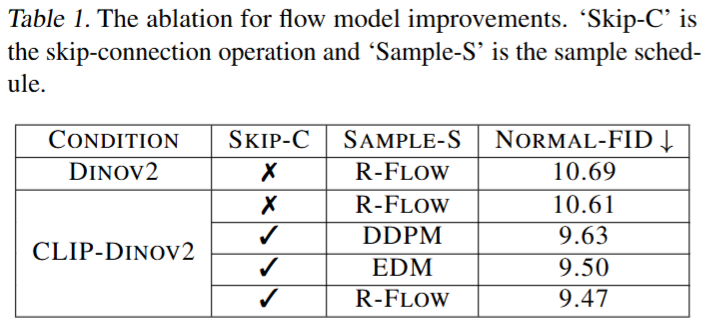 Table 1. The ablation for flow model improvements. ‘Skip-C’ is
the skip-connection operation and ‘Sample-S’ is the sample sched-
ule.
CONDITION SKIP-C SAMPLE-S NORMAL-FID ↓
DINOV2 ✗ R-FLOW 10.69
CLIP-DINOV2 ✗ R-FLOW 10.61
✓ DDPM 9.63
✓ EDM 9.50
✓ R-FLOW 9.47